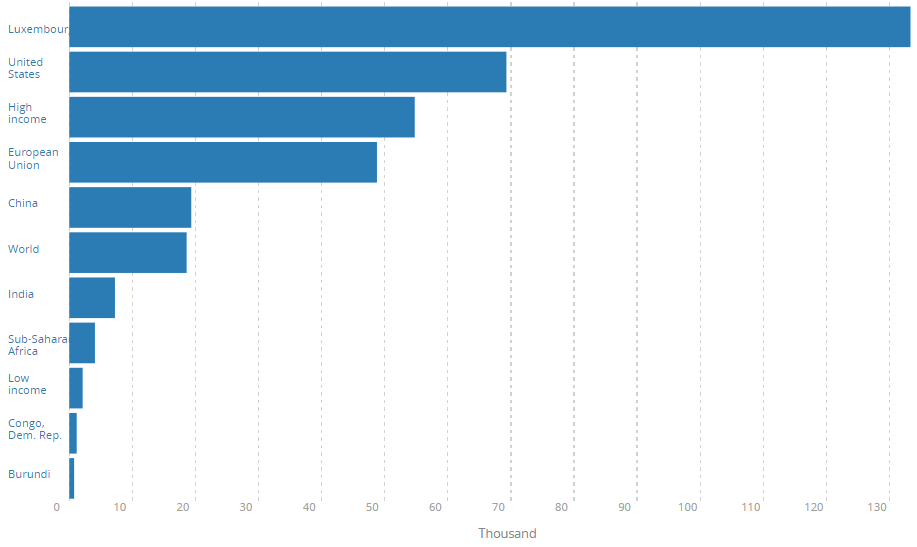 Luxembour
United
States
High
income
European
Union
China
World
India
Sub-Sahara
Africa
Low
income
Congo,
Dem. Rep.
Burundi
0 10 20 30 40 50 60 70 80 90 100 110 120 130
Thousand